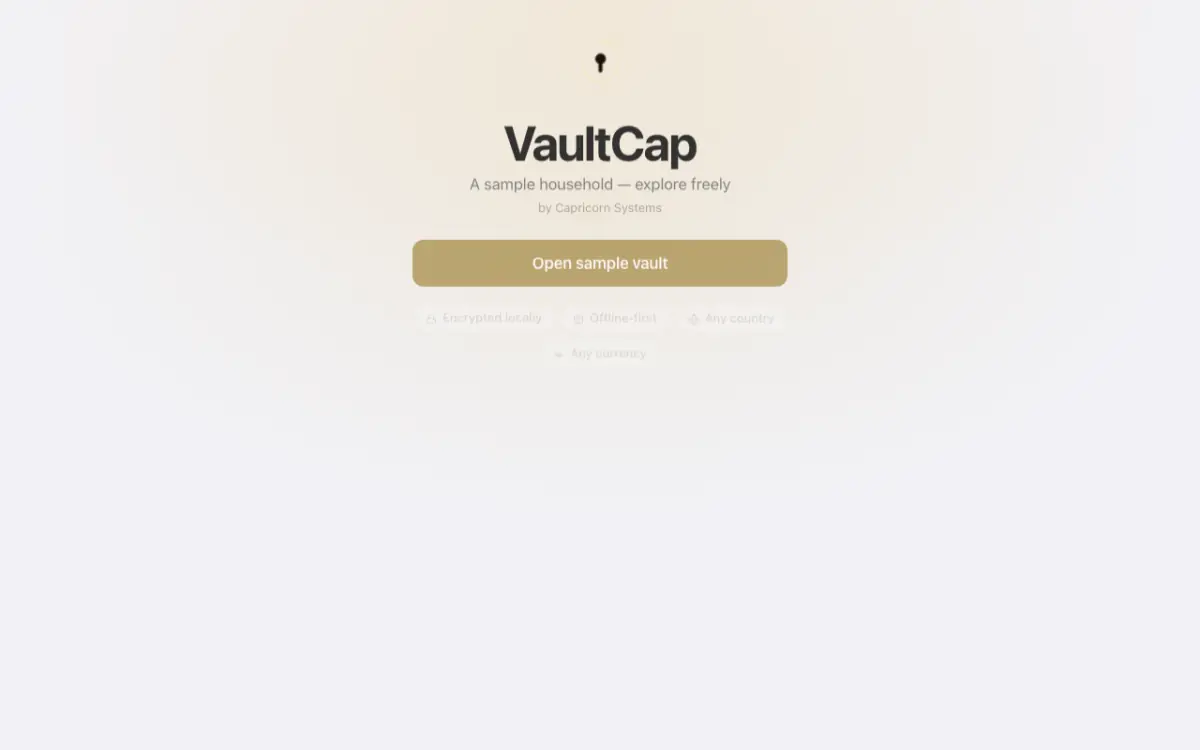 VaultCap
A sample household — explore freely
by Capricorn Systems
Open sample vault
Encrypted locally Offline-first Any country
Any currency